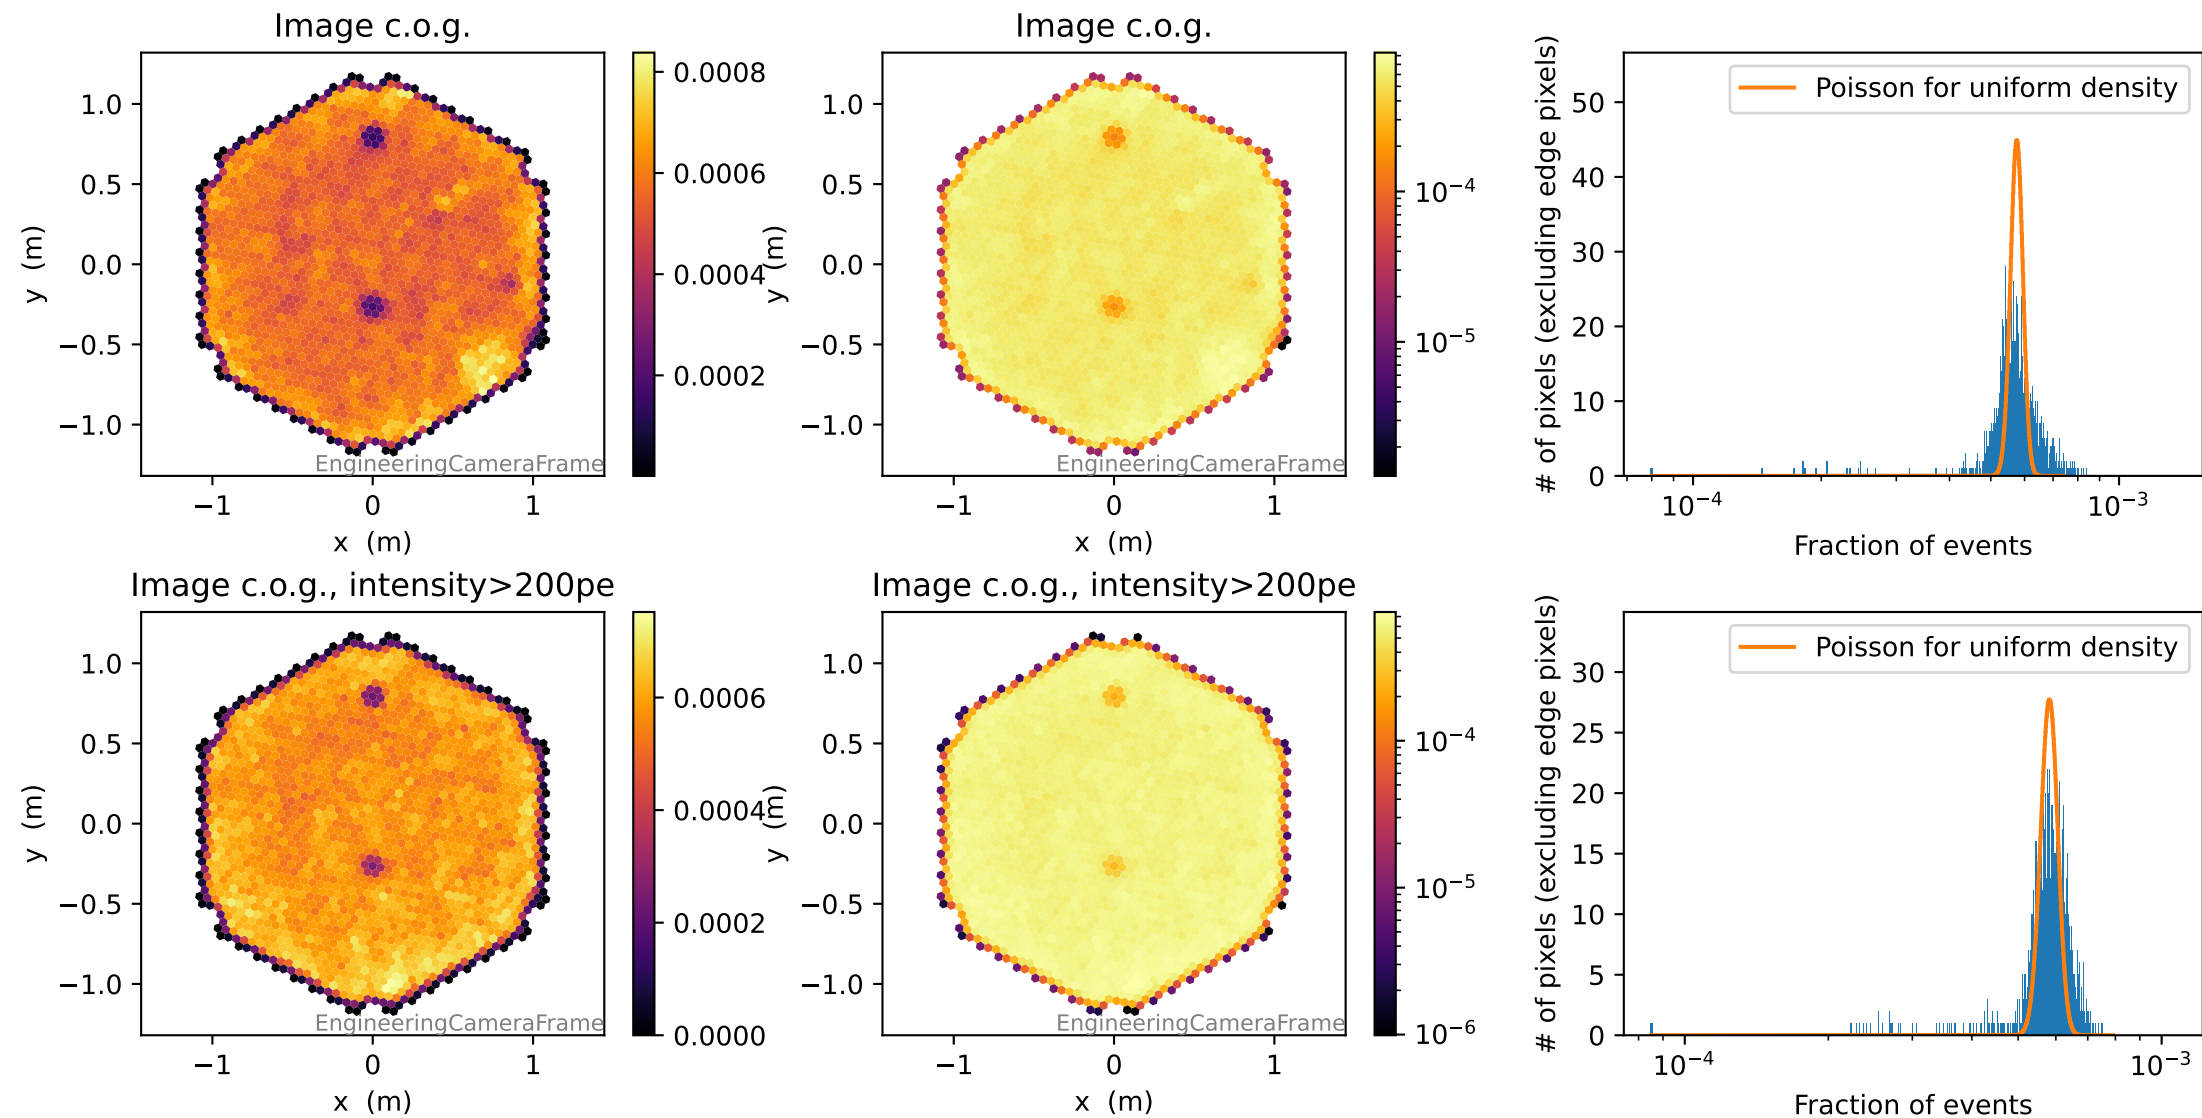 Image c.o.g.
1.0
0.5
0.0
−0.5
−1.0
y (m)
−1
0
1
x (m)
EngineeringCameraFrame
0.0008
0.0006
0.0004
0.0002
Image c.o.g.
1.0
0.5
0.0
−0.5
−1.0
y (m)
−1
0
1
x (m)
EngineeringCameraFrame
10⁻⁴
10⁻⁵
Poisson for uniform density
50
40
30
20
10
0
# of pixels (excluding edge pixels)
10⁻⁴
10⁻³
Fraction of events
Image c.o.g., intensity>200pe
1.0
0.5
0.0
−0.5
−1.0
y (m)
−1
0
1
x (m)
EngineeringCameraFrame
0.0006
0.0004
0.0002
0.0000
Image c.o.g., intensity>200pe
1.0
0.5
0.0
−0.5
−1.0
y (m)
−1
0
1
x (m)
EngineeringCameraFrame
10⁻⁴
10⁻⁵
10⁻⁶
Poisson for uniform density
30
25
20
15
10
5
0
# of pixels (excluding edge pixels)
10⁻⁴
10⁻³
Fraction of events